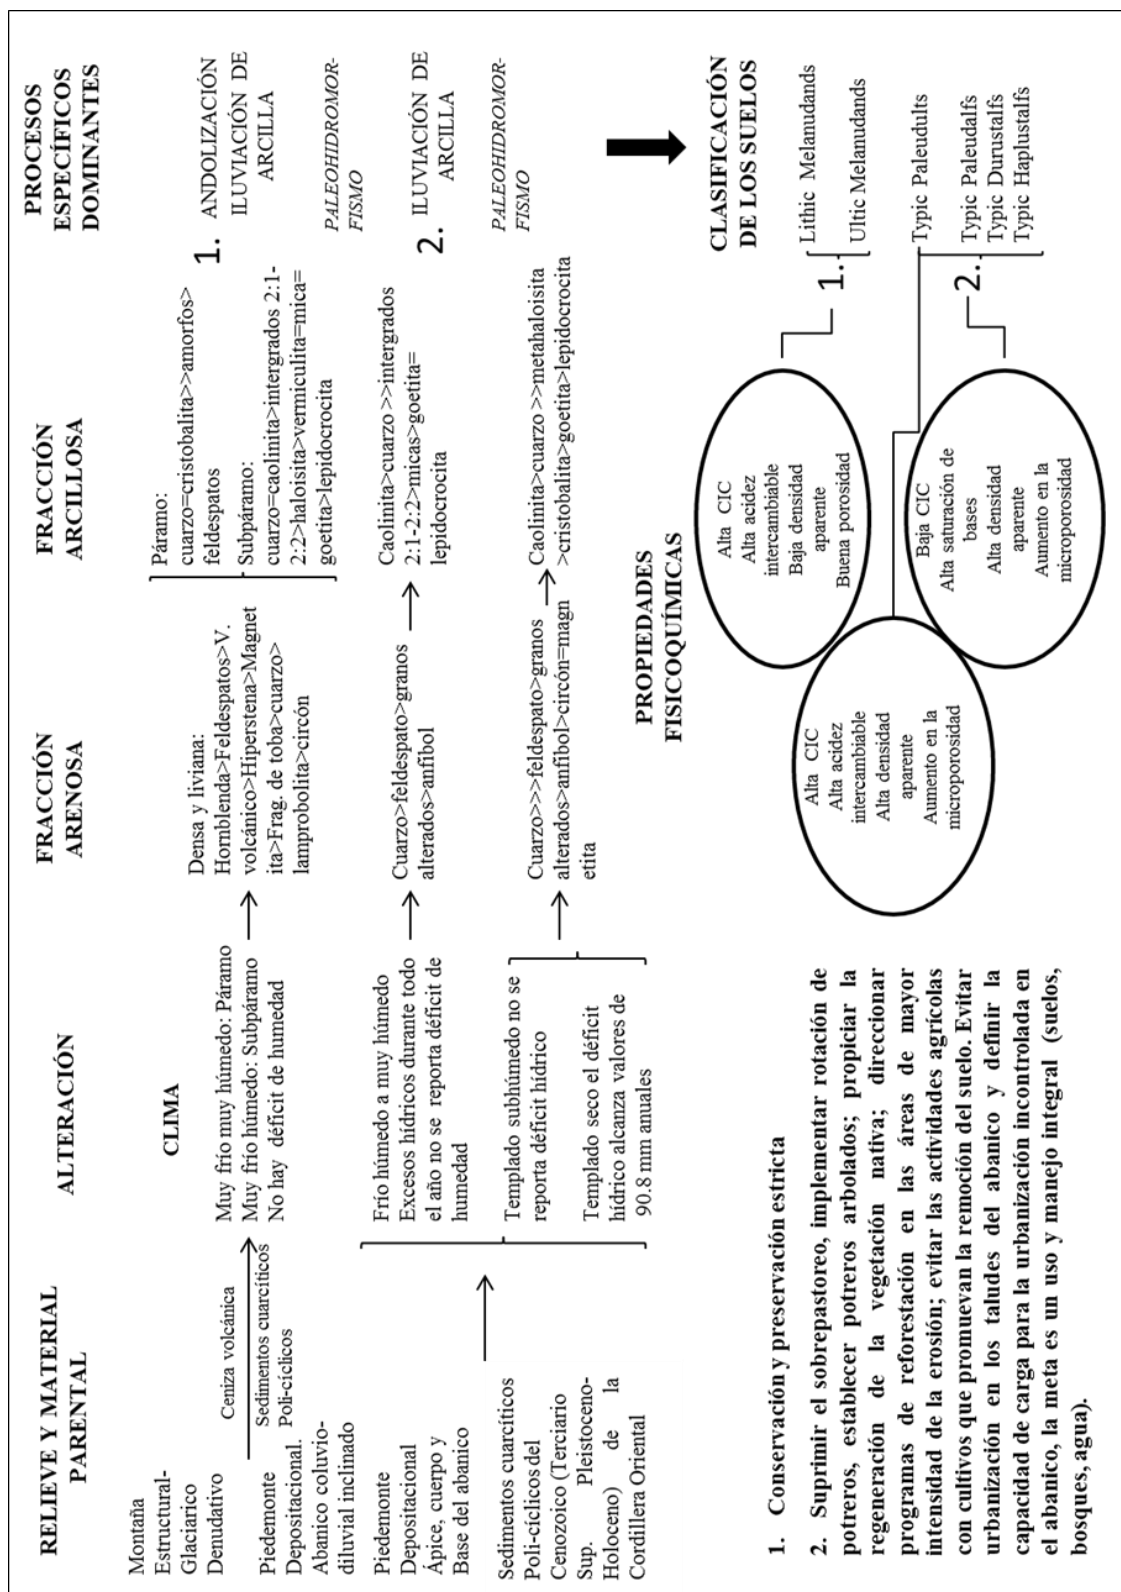 RELIEVE Y MATERIAL
PARENTAL
ALTERACIÓN
FRACCIÓN
ARENOSA
FRACCIÓN
ARCILLOSA
PROCESOS
ESPECÍFICOS
DOMINANTES
CLIMA
Montaña
Estructural-
Glaciárico
Denudativo
Piedemonte
Depositacional.
Abanico coluvio-
diluvial inclinado
Ceniza volcánica
Sedimentos cuarcíticos
Poli-cíclicos
Muy frío muy húmedo: Páramo
Muy frío húmedo: Subpáramo
No hay déficit de humedad
Densa y liviana:
Hornblenda>Feldespatos>V.
volcánico>Hiperstena>Magnet
ita>Frag. de toba>cuarzo>
lamprobolita>circón
Páramo:
cuarzo=cristobalita>>amorfos>
feldespatos
Subpáramo:
cuarzo=caolinita>intergrados 2:1-
2:2>haloisita>vermiculita=mica=
goetita>lepidocrocita
1.
ANDOLIZACIÓN
ILUVIACIÓN DE
ARCILLA
PALEOHIDROMOR-
FISMO
Piedemonte
Depositacional
Ápice, cuerpo y
Base del abanico
Sedimentos cuarcíticos
Poli-cíclicos del
Cenozoico (Terciario
Sup. Pleistoceno-
Holoceno) de la
Cordillera Oriental
Frío húmedo a muy húmedo
Excesos hídricos durante todo
el año no se reporta déficit de
humedad
Cuarzo>feldespato>granos
alterados>anfibol
Caolinita>cuarzo >>intergrados
2:1-2:2>micas>goetita=
lepidocrocita
2.
ILUVIACIÓN DE
ARCILLA
PALEOHIDROMOR-
FISMO
Templado subhúmedo no se
reporta déficit hídrico
Templado seco el déficit
hídrico alcanza valores de
90.8 mm anuales
Cuarzo>>>feldespato>granos
alterados>anfibol>circón=magn
etita
Caolinita>cuarzo >>metahaloisita
>cristobalita>goetita>lepidocrocita
PROPIEDADES
FISICOQUÍMICAS
CLASIFICACIÓN
DE LOS SUELOS
Alta CIC
Alta acidez
intercambiable
Baja densidad
aparente
Buena porosidad
1.
Lithic Melanudands
Ultic Melanudands
Alta CIC
Alta acidez
intercambiable
Alta densidad
aparente
Aumento en la
microporosidad
Baja CIC
Alta saturación de
bases
Alta densidad
aparente
Aumento en la
microporosidad
2.
Typic Paleudults
Typic Paleudalfs
Typic Durustalfs
Typic Haplustalfs
1. Conservación y preservación estricta
2. Suprimir el sobrepastoreo, implementar rotación de
potreros, establecer potreros arbolados; propiciar la
regeneración de la vegetación nativa; direccionar
programas de reforestación en las áreas de mayor
intensidad de la erosión; evitar las actividades agrícolas
con cultivos que promuevan la remoción del suelo. Evitar
urbanización en los taludes del abanico y definir la
capacidad de carga para la urbanización incontrolada en
el abanico, la meta es un uso y manejo integral (suelos,
bosques, agua).